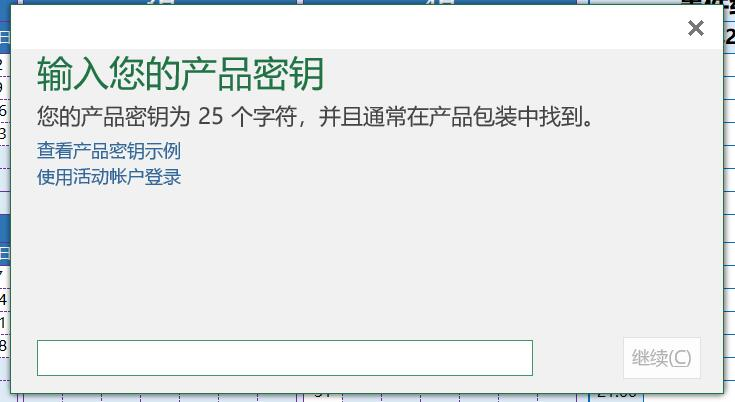 输入您的产品密钥
您的产品密钥为 25 个字符，并且通常在产品包装中找到。
查看产品密钥示例
使用活动帐户登录
继续(C)